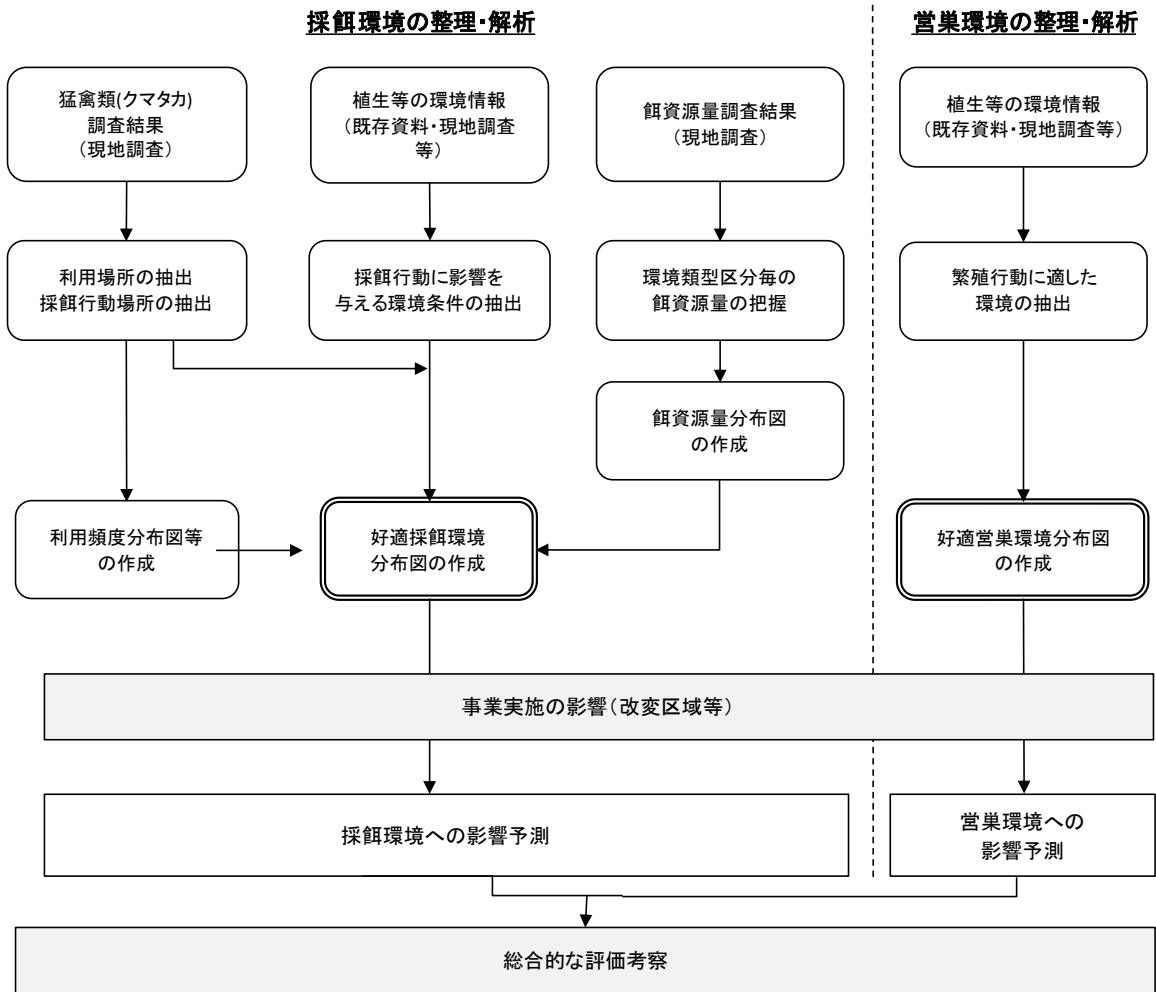 採餌環境の整理・解析
営巣環境の整理・解析
猛禽類(クマタカ)
調査結果
(現地調査)
植生等の環境情報
(既存資料・現地調査
等)
餌資源量調査結果
(現地調査)
植生等の環境情報
(既存資料・現地調査等)
利用場所の抽出
採餌行動場所の抽出
採餌行動に影響を
与える環境条件の抽出
環境類型区分毎の
餌資源量の把握
繁殖行動に適した
環境の抽出
餌資源量分布図
の作成
利用頻度分布図等
の作成
好適採餌環境
分布図の作成
好適営巣環境分布図
の作成
事業実施の影響(改変区域等)
採餌環境への影響予測
営巣環境への
影響予測
総合的な評価考察